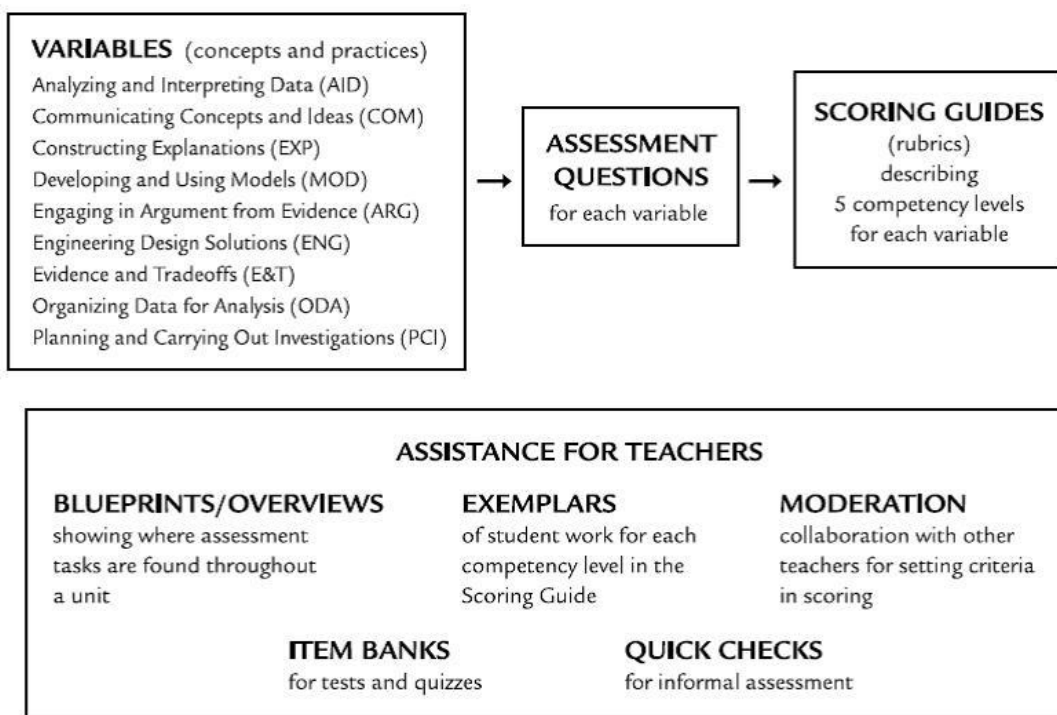 VARIABLES (concepts and practices)
Analyzing and Interpreting Data (AID)
Communicating Concepts and Ideas (COM)
Constructing Explanations (EXP)
Developing and Using Models (MOD)
Engaging in Argument from Evidence (ARG)
Engineering Design Solutions (ENG)
Evidence and Tradeoffs (E&T)
Organizing Data for Analysis (ODA)
Planning and Carrying Out Investigations (PCI)
ASSESSMENT
QUESTIONS
for each variable
SCORING GUIDES
(rubrics)
describing
5 competency levels
for each variable
ASSISTANCE FOR TEACHERS
BLUEPRINTS/OVERVIEWS
showing where assessment
tasks are found throughout
a unit
EXEMPLARS
of student work for each
competency level in the
Scoring Guide
MODERATION
collaboration with other
teachers for setting criteria
in scoring
ITEM BANKS
for tests and quizzes
QUICK CHECKS
for informal assessment